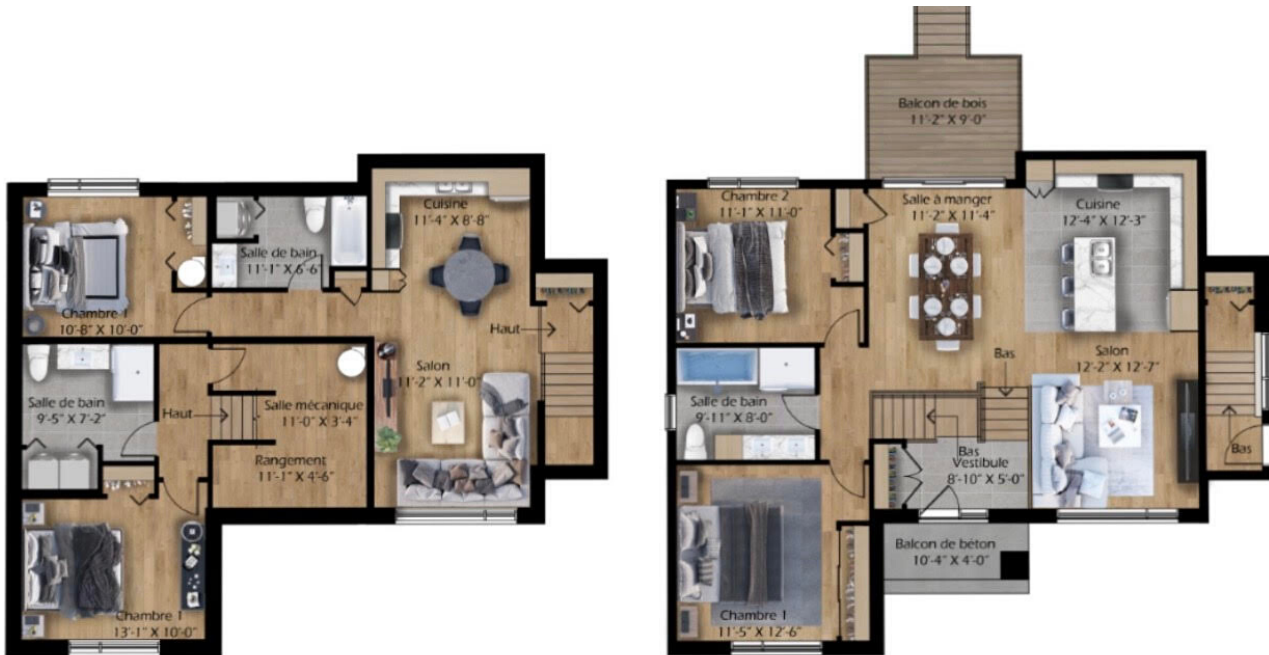 Cuisine
11'-4" X 8'-8"
Salle de bain
11'-1" X 6'-6"
Chambre 1
10'-8" X 10'-0"
Haut
Salon
11'-2" X 11'-0"
Salle de bain
9'-5" X 7'-2"
Haut
Salle mécanique
11'-0" X 3'-4"
Rangement
11'-1" X 4'-6"
Chambre 1
13'-1" X 10'-0"
Balcon de bois
11'-2" X 9'-0"
Chambre 2
11'-1" X 11'-0"
Salle à manger
11'-2" X 11'-4"
Cuisine
12'-4" X 12'-3"
Bas
Salon
12'-2" X 12'-7"
Salle de bain
9'-11" X 8'-0"
Bas
Bas
Vestibule
8'-10" X 5'-0"
Balcon de béton
10'-4" X 4'-0"
Chambre 1
11'-5" X 12'-6"